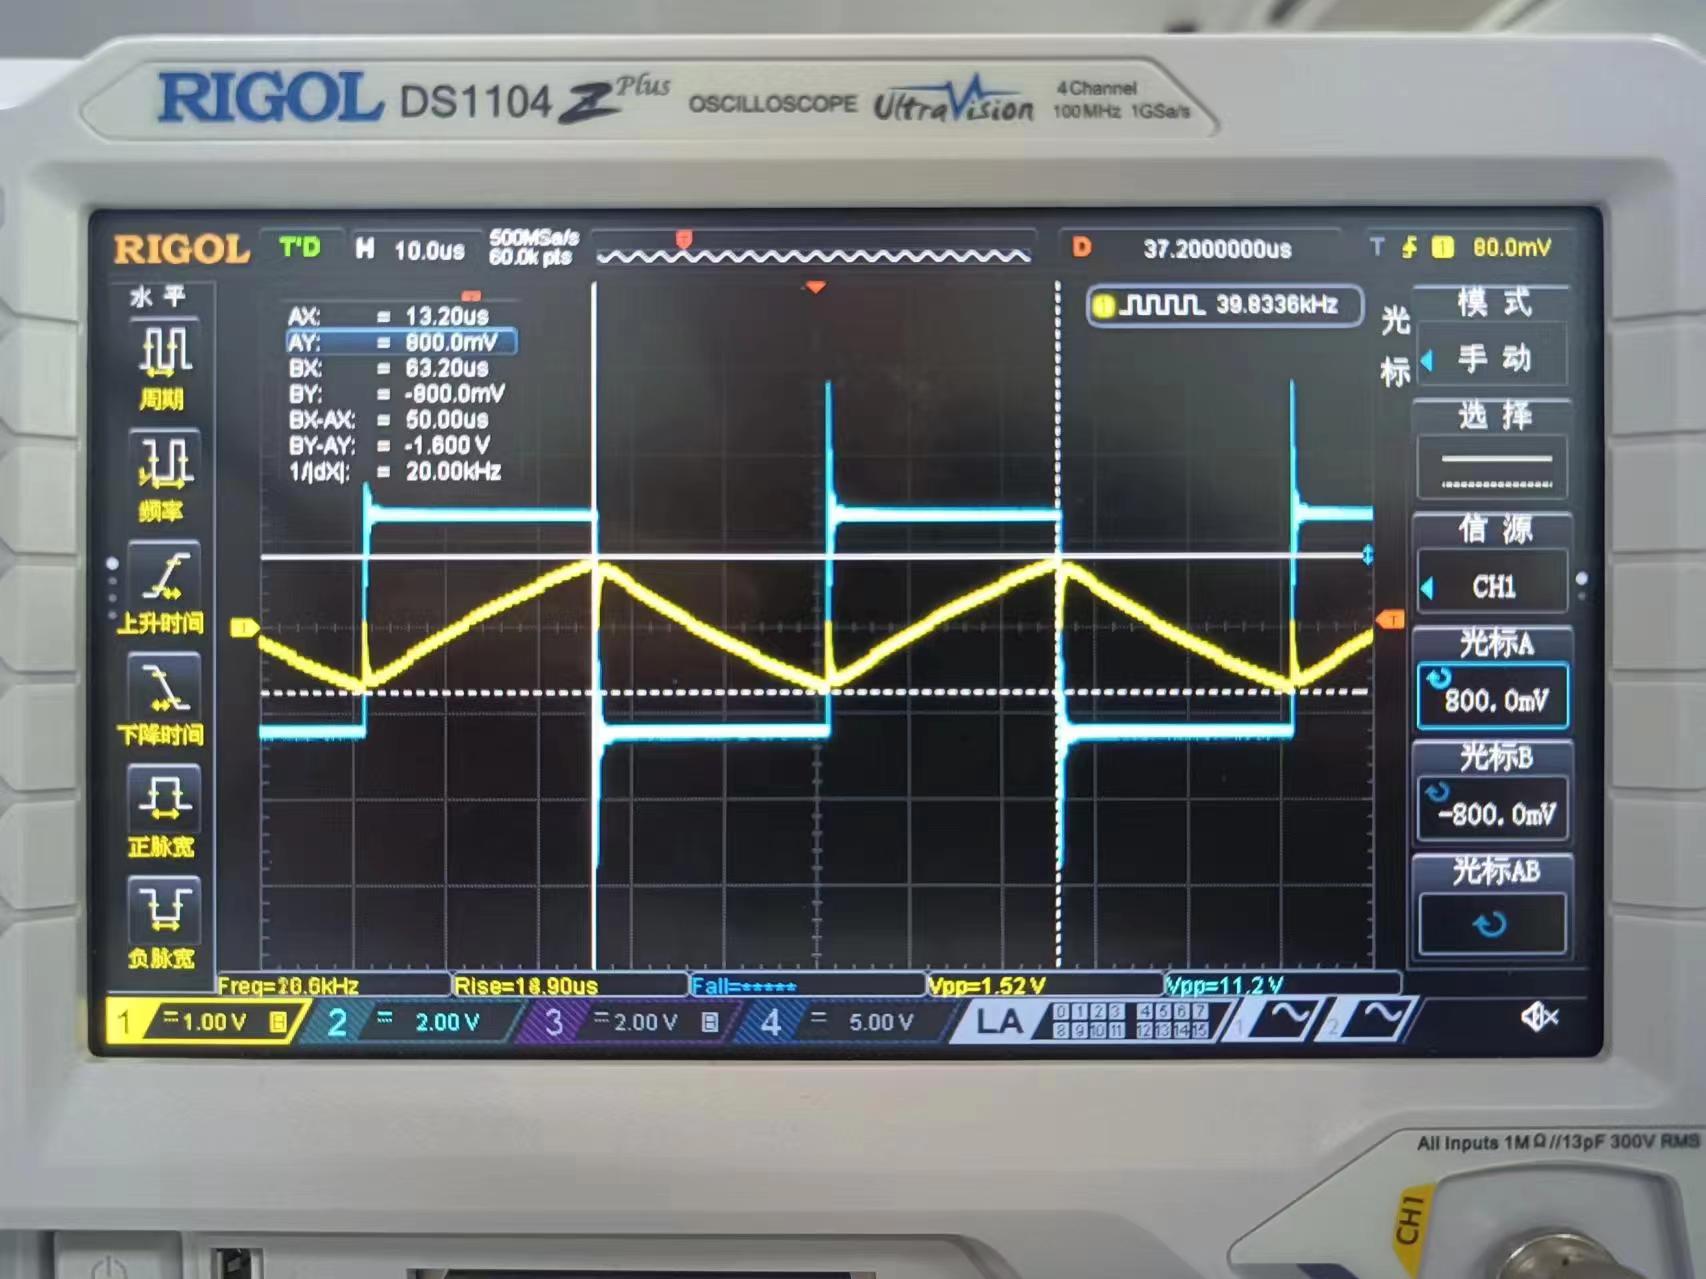 RIGOL DS1104 Z Plus OSCILLOSCOPE UltraVision 4 Channel
100MHz 1GSa/s
RIGOL T'D H 10.0us 500MSa/s
60.0k pts
D 37.2000000us T 1 80.0mV
水平
周期
频率
上升时间
下降时间
正脉宽
负脉宽
AX: = 13.20us
AY: = 800.0mV
BX: = 63.20us
BY: = -800.0mV
BX-AX: = 50.00us
BY-AY: = -1.600 V
1/|dX|: = 20.00kHz
1 39.8336kHz
光标
模式
手动
选择
信源
CH1
光标A
800.0mV
光标B
-800.0mV
光标AB
T
1
Rise=18.90us Fall=***** Vpp=1.52 V Vpp=11.2 V
1 1.00 V B 2 2.00 V 3 2.00 V B 4 5.00 V LA 0 1 2 3 4 5 6 7
8 9 10 11 12 13 14 15
1 2
All Inputs 1MΩ//13pF 300V RMS
CH1